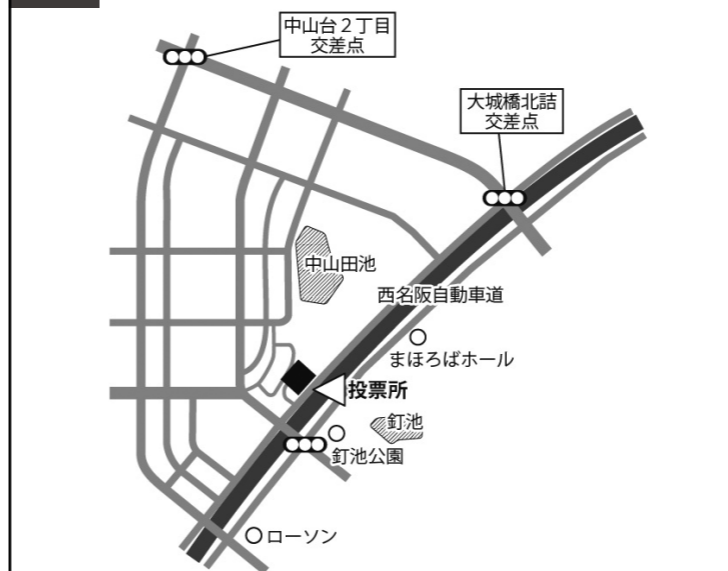 中山台２丁目
交差点
大城橋北詰
交差点
中山田池
西名阪自動車道
まほろばホール
投票所
釘池
釘池公園
ローソン